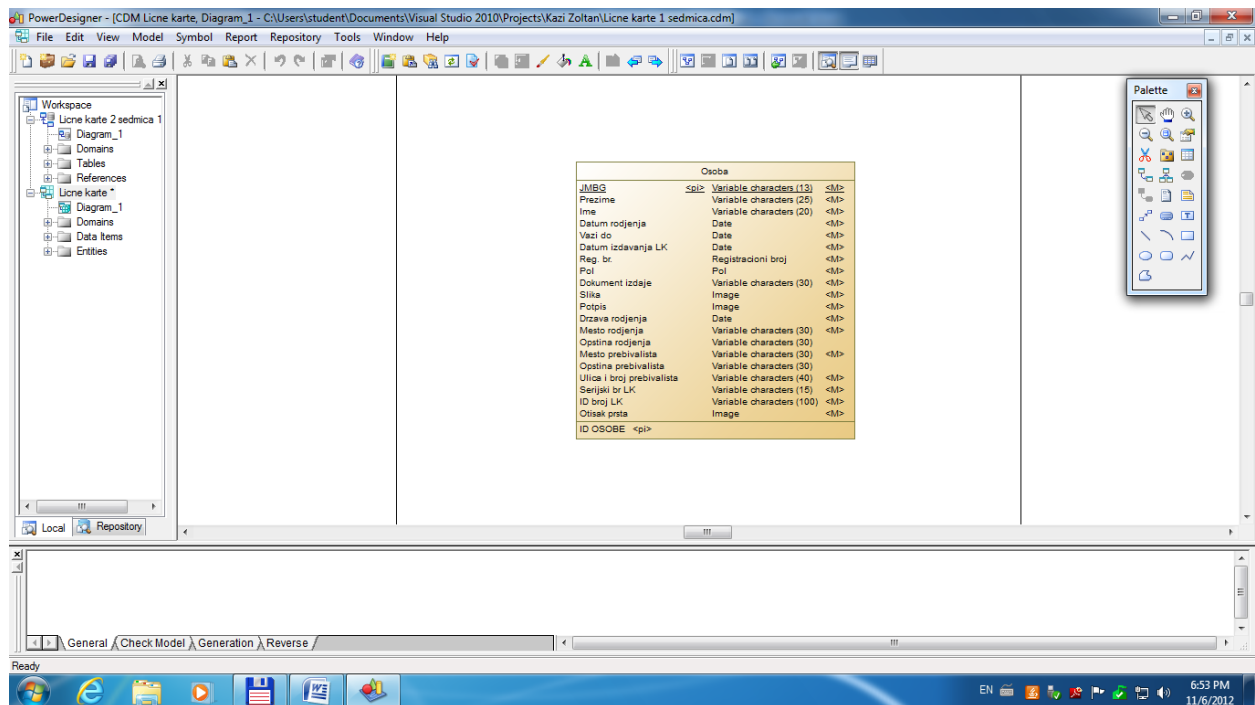 PowerDesigner - [CDM Licne karte, Diagram_1 - C:\Users\student\Documents\Visual Studio 2010\Projects\Kazi Zoltan\Licne karte 1 sedmica.cdm]
File Edit View Model Symbol Report Repository Tools Window Help
Workspace
Licne karte 2 sedmica 1
Diagram_1
Domains
Tables
References
Licne karte *
Diagram_1
Domains
Data Items
Entities
Local Repository
Osoba
JMBG <pi> Variable characters (13) <M>
Prezime Variable characters (25) <M>
Ime Variable characters (20) <M>
Datum rodjenja Date <M>
Vazi do Date <M>
Datum izdavanja LK Date <M>
Reg. br. Registracioni broj <M>
Pol Pol <M>
Dokument izdaje Variable characters (30) <M>
Slika Image <M>
Potpis Image <M>
Drzava rodjenja Date <M>
Mesto rodjenja Variable characters (30) <M>
Opstina rodjenja Variable characters (30)
Mesto prebivalista Variable characters (30) <M>
Opstina prebivalista Variable characters (30)
Ulica i broj prebivalista Variable characters (40) <M>
Serijski br LK Variable characters (15) <M>
ID broj LK Variable characters (100) <M>
Otisak prsta Image <M>
ID OSOBE <pi>
Palette
General Check Model Generation Reverse
Ready
EN
6:53 PM
11/6/2012